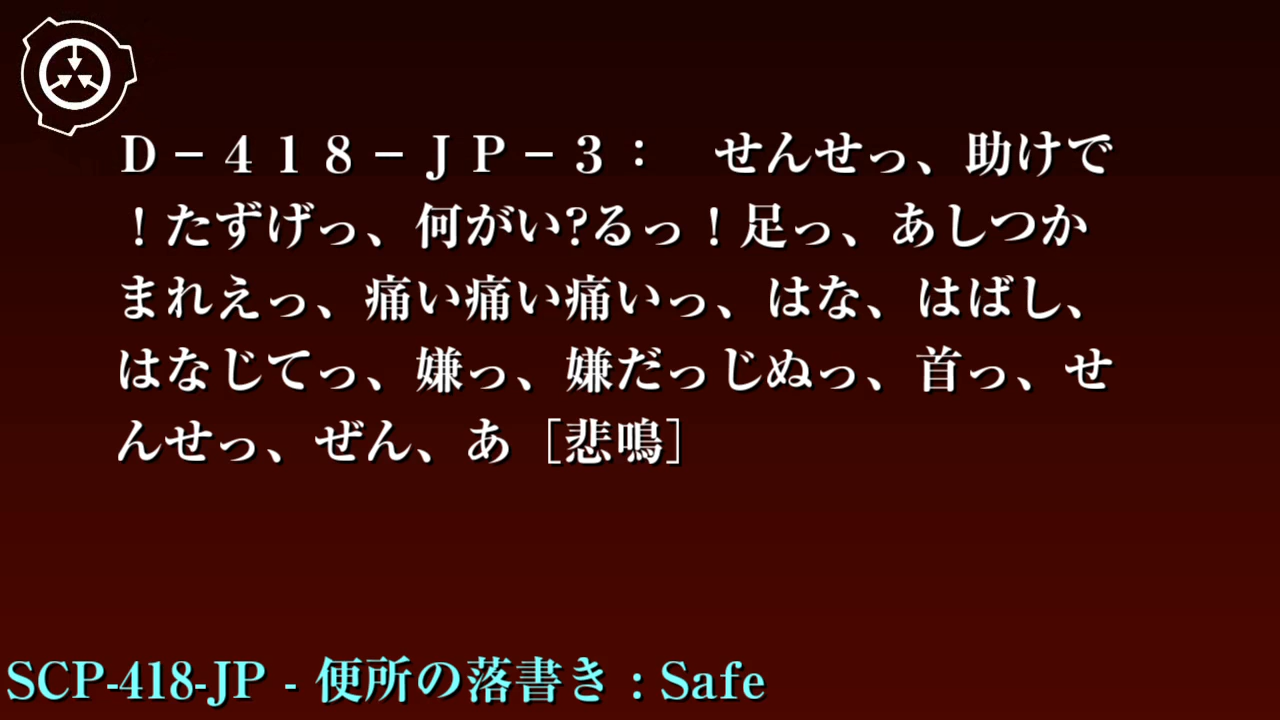 D－４１８－ＪＰ－３：　せんせっ、助けで
！たずげっ、何がい?るっ！足っ、あしつか
まれえっ、痛い痛い痛いっ、はな、はばし、
はなじてっ、嫌っ、嫌だっじぬっ、首っ、せ
んせっ、ぜん、あ［悲鳴］
SCP-418-JP - 便所の落書き : Safe